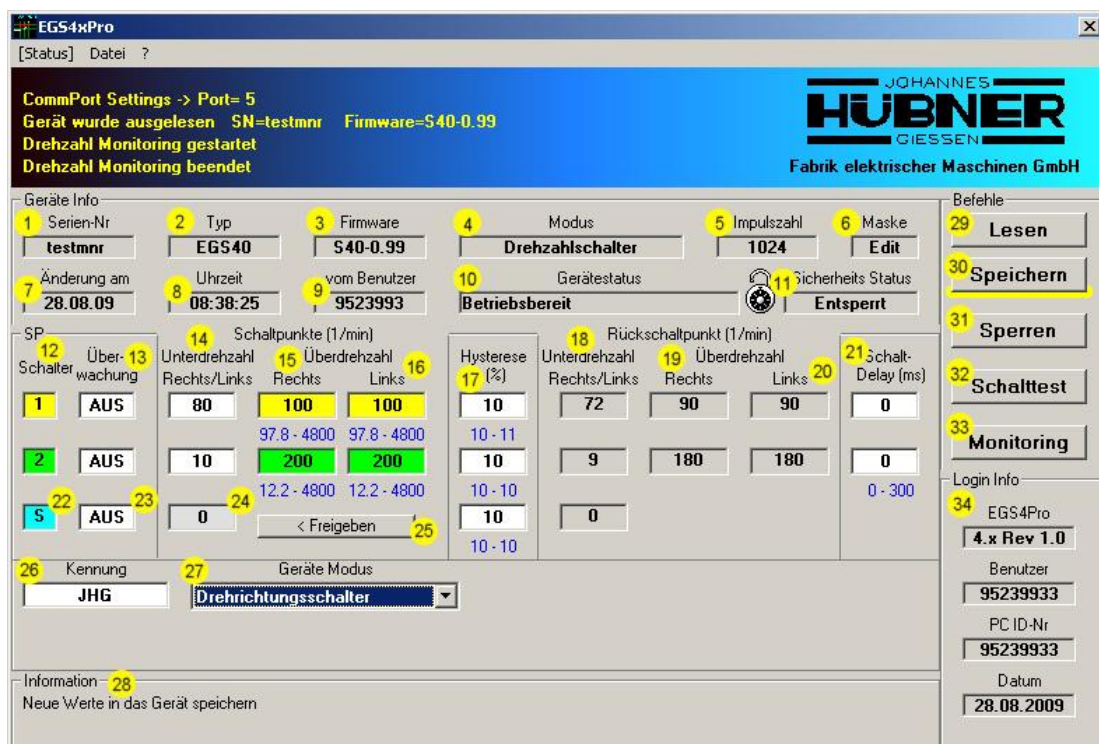 EGS4xPro
[Status] Datei ?
CommPort Settings -> Port= 5
Gerät wurde ausgelesen SN=testmnr Firmware=S40-0.99
Drehzahl Monitoring gestartet
Drehzahl Monitoring beendet
JOHANNES
HÜBNER
GIESSEN
Fabrik elektrischer Maschinen GmbH
Geräte Info
1 Serien-Nr 2 Typ 3 Firmware 4 Modus 5 Impulszahl 6 Maske
testmnr EGS40 S40-0.99 Drehzahlschalter 1024 Edit
7 Änderung am 8 Uhrzeit 9 vom Benutzer 10 Gerätestatus 11 Sicherheits Status
28.08.09 08:38:25 9523993 Betriebsbereit Entsperrt
SP
12 Schalter 13 Über-wachung
14 Schaltpunkte (1/min)
Unterdrehzahl 15 Überdrehzahl
Rechts/Links Rechts Links 16
Hysterese
17 (%)
18 Rückschaltpunkt (1/min)
Unterdrehzahl 19 Überdrehzahl
Rechts/Links Rechts Links 20
21 Schalt-
Delay (ms)
1 AUS 80 100 100 10 72 90 90 0
97.8 - 4800 97.8 - 4800 10 - 11
2 AUS 10 200 200 10 9 180 180 0
12.2 - 4800 12.2 - 4800 10 - 10 0 - 300
22 23 24
S AUS 0 < Freigeben 25 10 0
10 - 10
26 Kennung 27 Geräte Modus
JHG Drehrichtungsschalter
Information 28
Neue Werte in das Gerät speichern
Befehle
29 Lesen
30 Speichern
31 Sperren
32 Schalttest
33 Monitoring
Login Info
34 EGS4Pro
4.x Rev 1.0
Benutzer
95239933
PC ID-Nr
95239933
Datum
28.08.2009